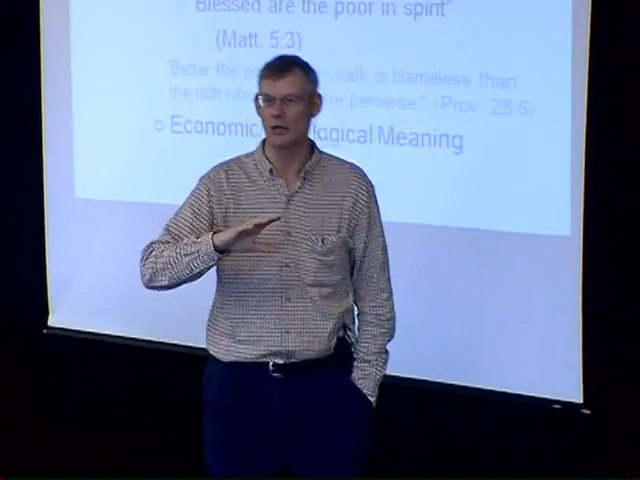 Blessed are the poor in spirit"
(Matt. 5:3)
"Better the walk is blameless than
the rich perverse." (Prov. 28:6)
o Economic logical Meaning